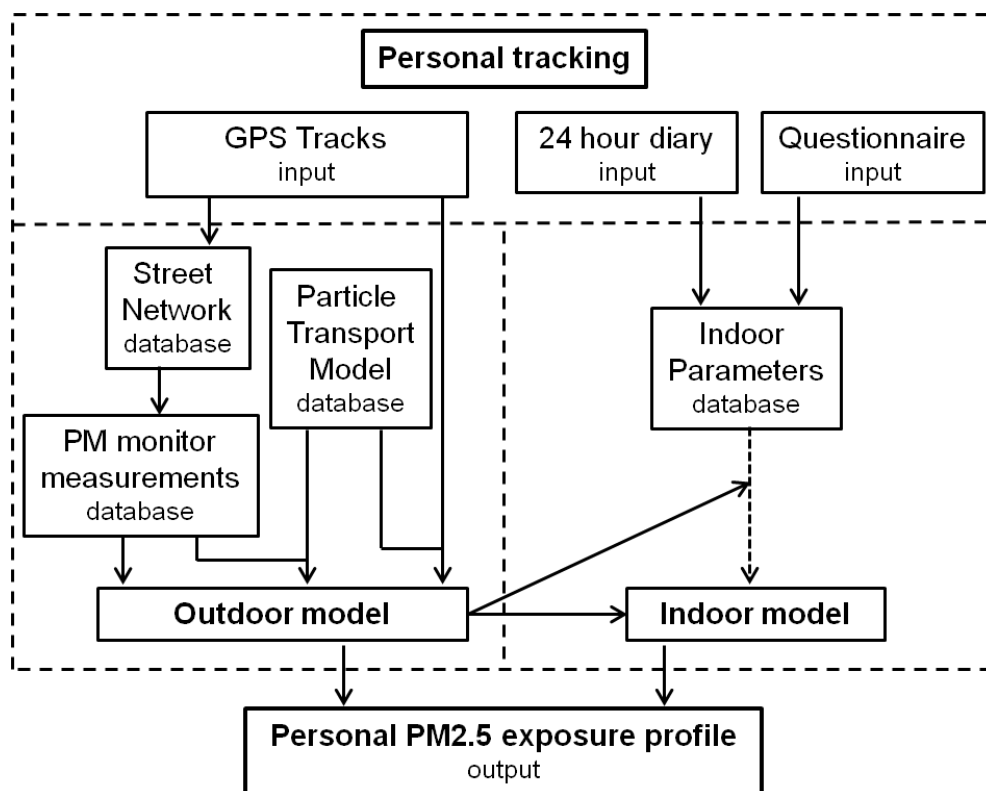 Personal tracking
GPS Tracks
input
24 hour diary
input
Questionnaire
input
Street
Network
database
Particle
Transport
Model
database
Indoor
Parameters
database
PM monitor
measurements
database
Outdoor model
Indoor model
Personal PM2.5 exposure profile
output